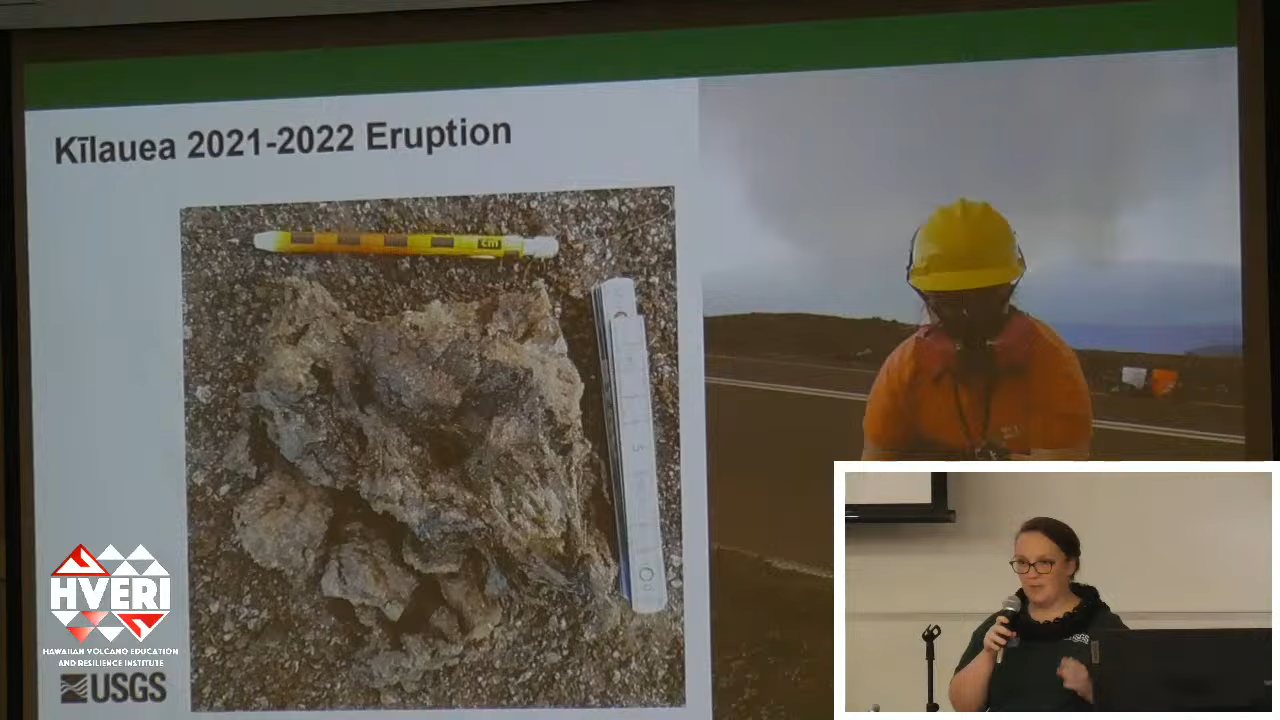 Kīlauea 2021-2022 Eruption
cm
HVERI
HAWAIIAN VOLCANO EDUCATION
AND RESILIENCE INSTITUTE
USGS